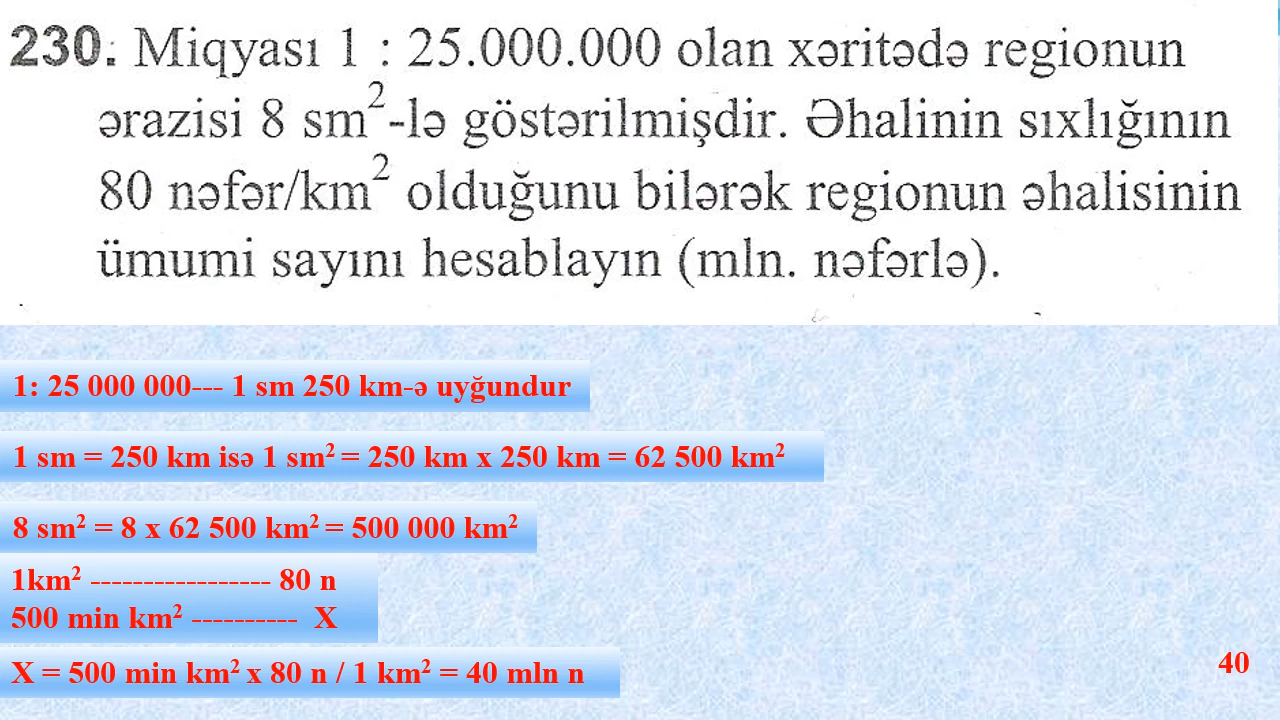 230. Miqyası 1 : 25.000.000 olan xəritədə regionun
ərazisi 8 sm²-lə göstərilmişdir. Əhalinin sıxlığının
80 nəfər/km² olduğunu bilərək regionun əhalisinin
ümumi sayını hesablayın (mln. nəfərlə).
1: 25 000 000--- 1 sm 250 km-ə uyğundur
1 sm = 250 km isə 1 sm² = 250 km x 250 km = 62 500 km²
8 sm² = 8 x 62 500 km² = 500 000 km²
1km² ----------------- 80 n
500 min km² ---------- X
X = 500 min km² x 80 n / 1 km² = 40 mln n
40